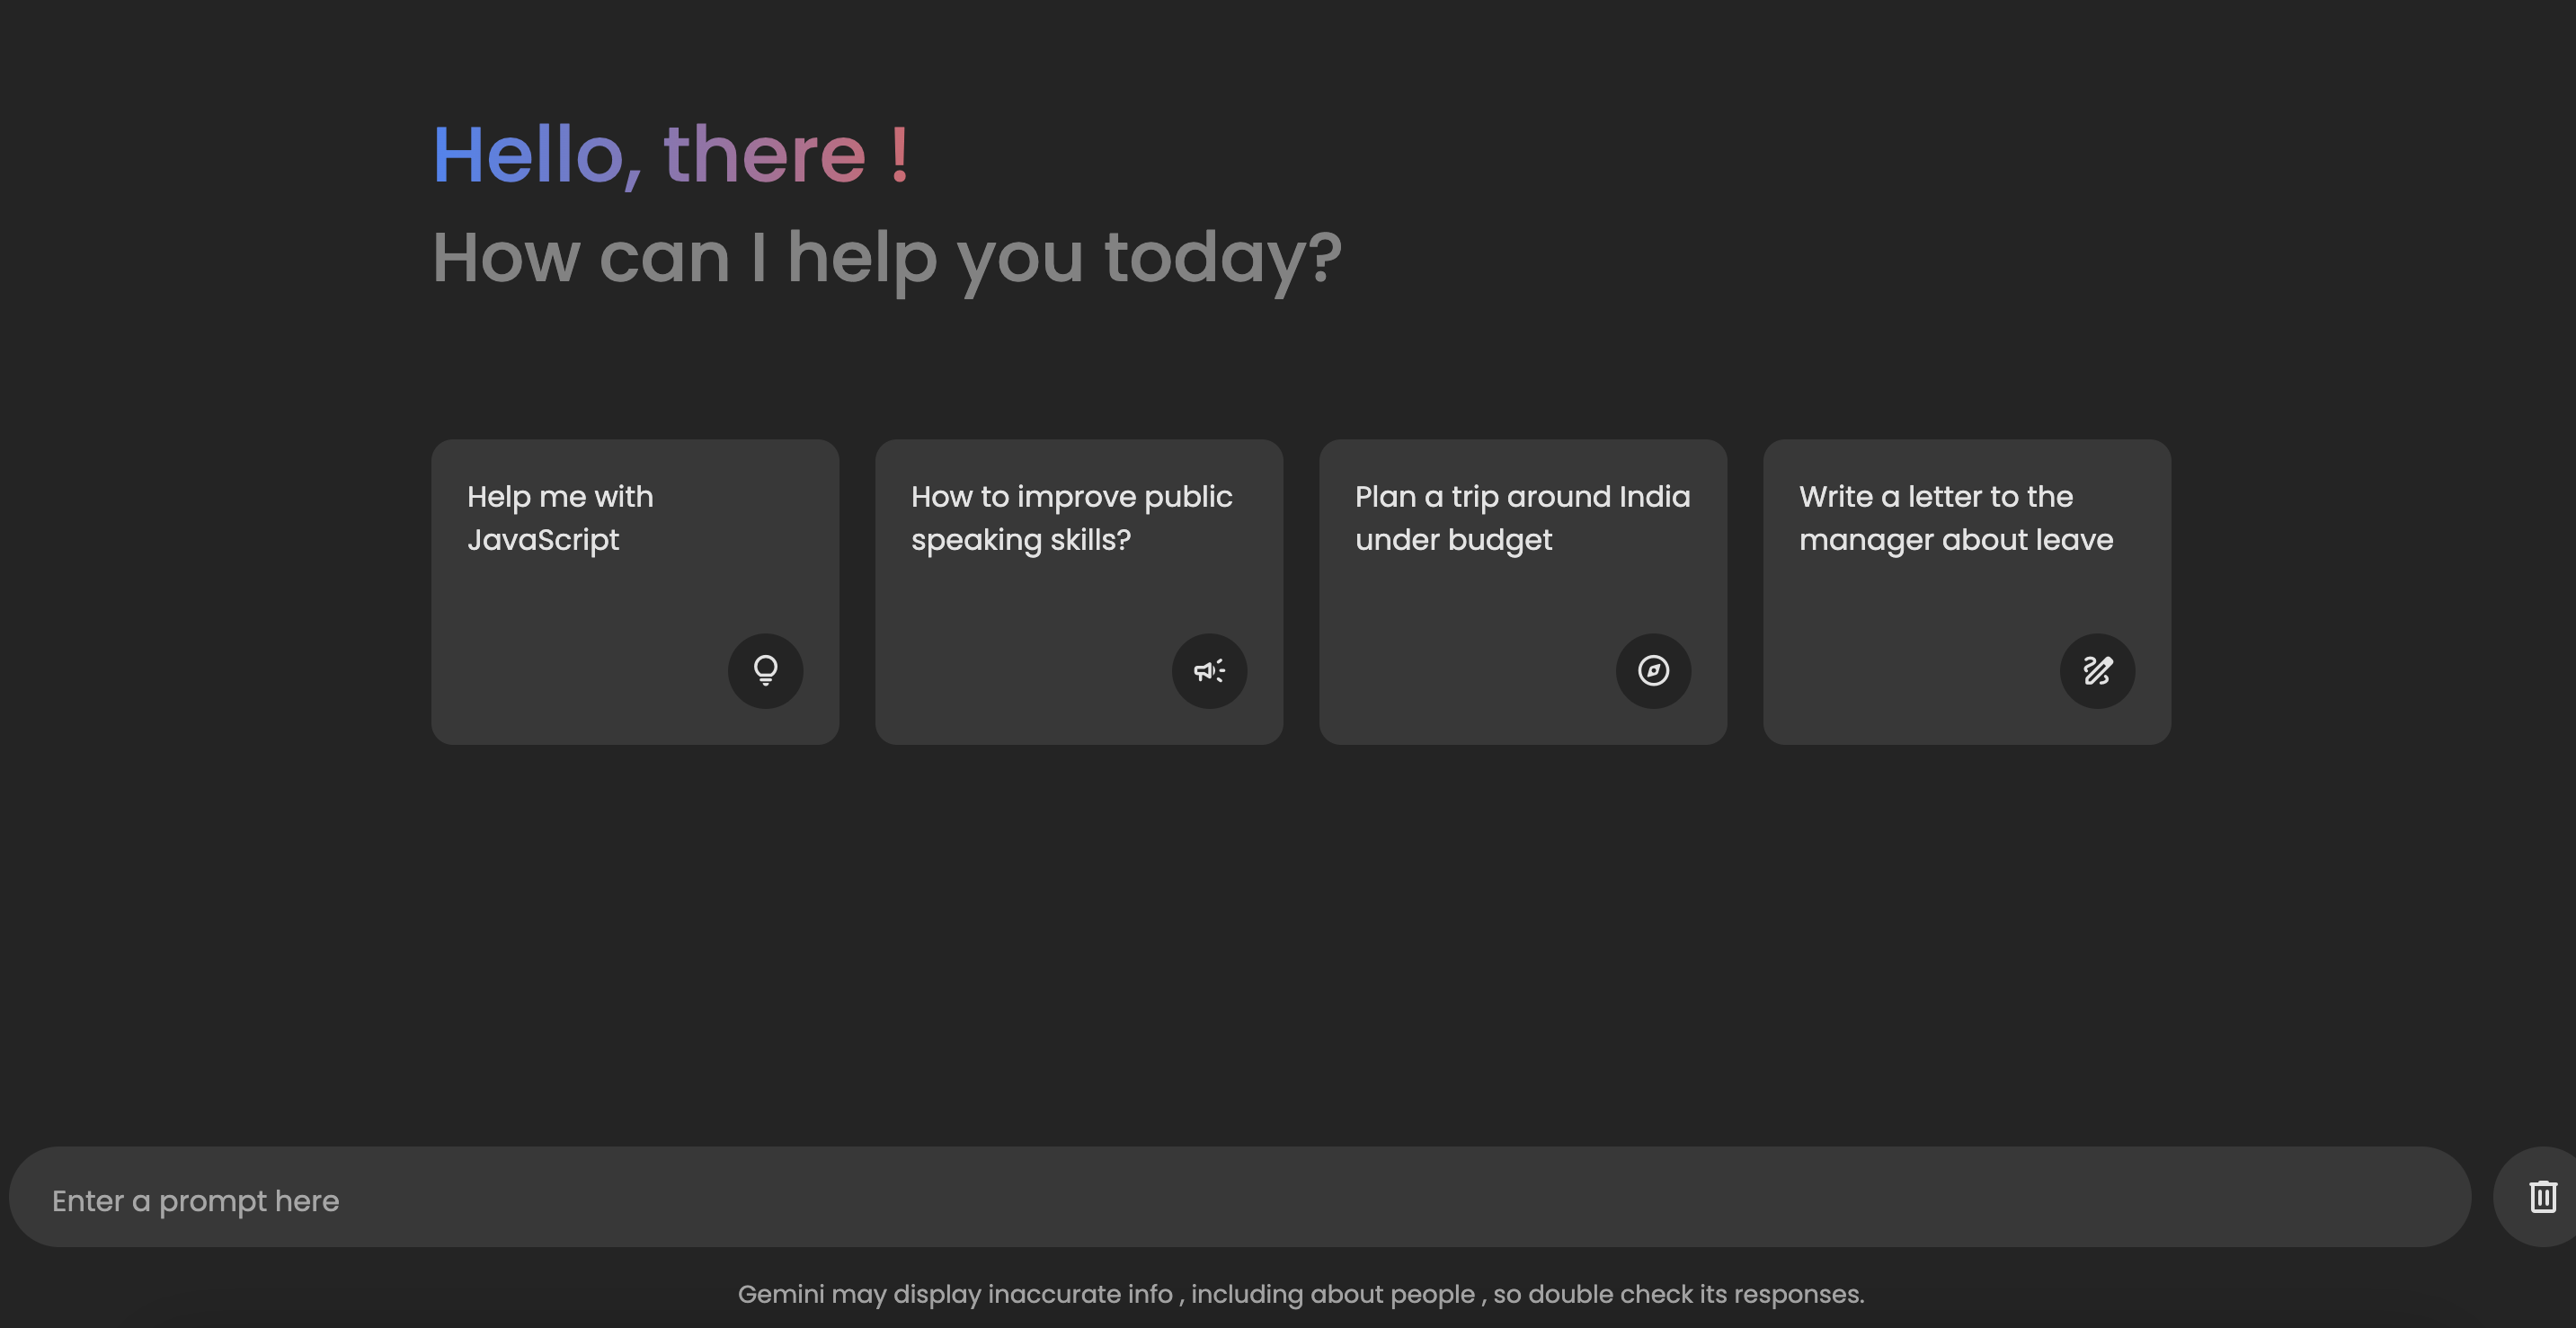 Hello, there !
How can I help you today?
Help me with
JavaScript
How to improve public
speaking skills?
Plan a trip around India
under budget
Write a letter to the
manager about leave
Enter a prompt here
Gemini may display inaccurate info , including about people , so double check its responses.